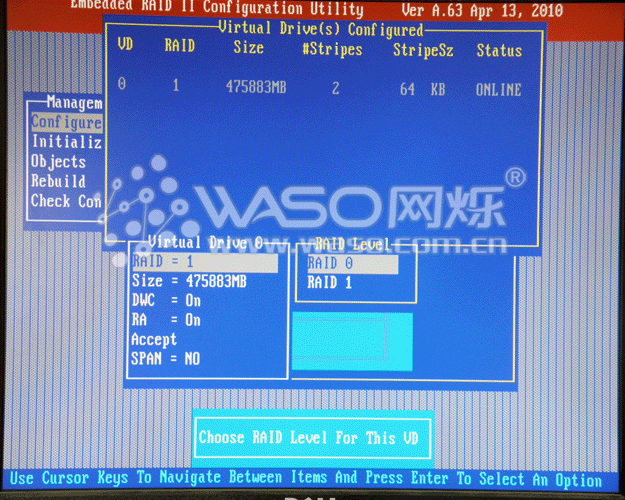 Embedded RAID II Configuration Utility Ver A.63 Apr 13, 2010
Virtual Drive(s) Configured
VD RAID Size #Stripes StripeSz Status
0 1 475883MB 2 64 KB ONLINE
Managem
Configure
Initializ
Objects
Rebuild
Check Con
WASO网烁®
www.waso.com.cn
Virtual Drive 0
RAID = 1
Size = 475883MB
DWC = On
RA = On
Accept
SPAN = NO
RAID Level
RAID 0
RAID 1
Choose RAID Level For This VD
Use Cursor Keys To Navigate Between Items And Press Enter To Select An Option